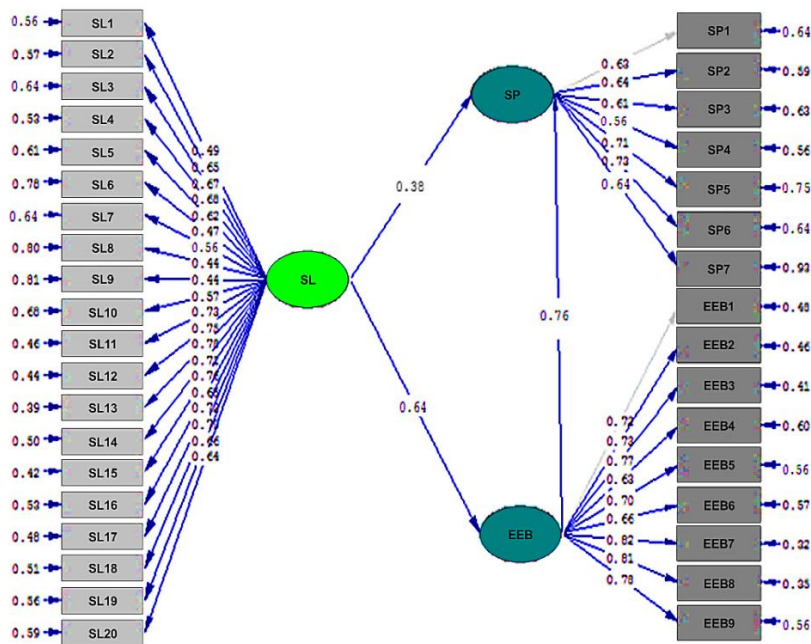 0.56 SL1
0.57 SL2
0.64 SL3
0.53 SL4
0.61 SL5
0.78 SL6
0.64 SL7
0.80 SL8
0.81 SL9
0.68 SL10
0.46 SL11
0.44 SL12
0.39 SL13
0.50 SL14
0.42 SL15
0.53 SL16
0.48 SL17
0.51 SL18
0.56 SL19
0.59 SL20
0.49
0.65
0.67
0.68
0.62
0.47
0.56
0.44
0.44
0.57
0.73
0.75
0.78
0.76
0.66
0.64
SL
0.38
0.64
SP
0.76
EEB
0.63
0.64
0.61
0.56
0.71
0.73
0.64
0.72
0.73
0.77
0.63
0.70
0.66
0.82
0.81
0.78
SP1 0.64
SP2 0.59
SP3 0.63
SP4 0.56
SP5 0.75
SP6 0.64
SP7 0.93
EEB1 0.48
EEB2 0.46
EEB3 0.41
EEB4 0.60
EEB5 0.56
EEB6 0.57
EEB7 0.32
EEB8 0.35
EEB9 0.56